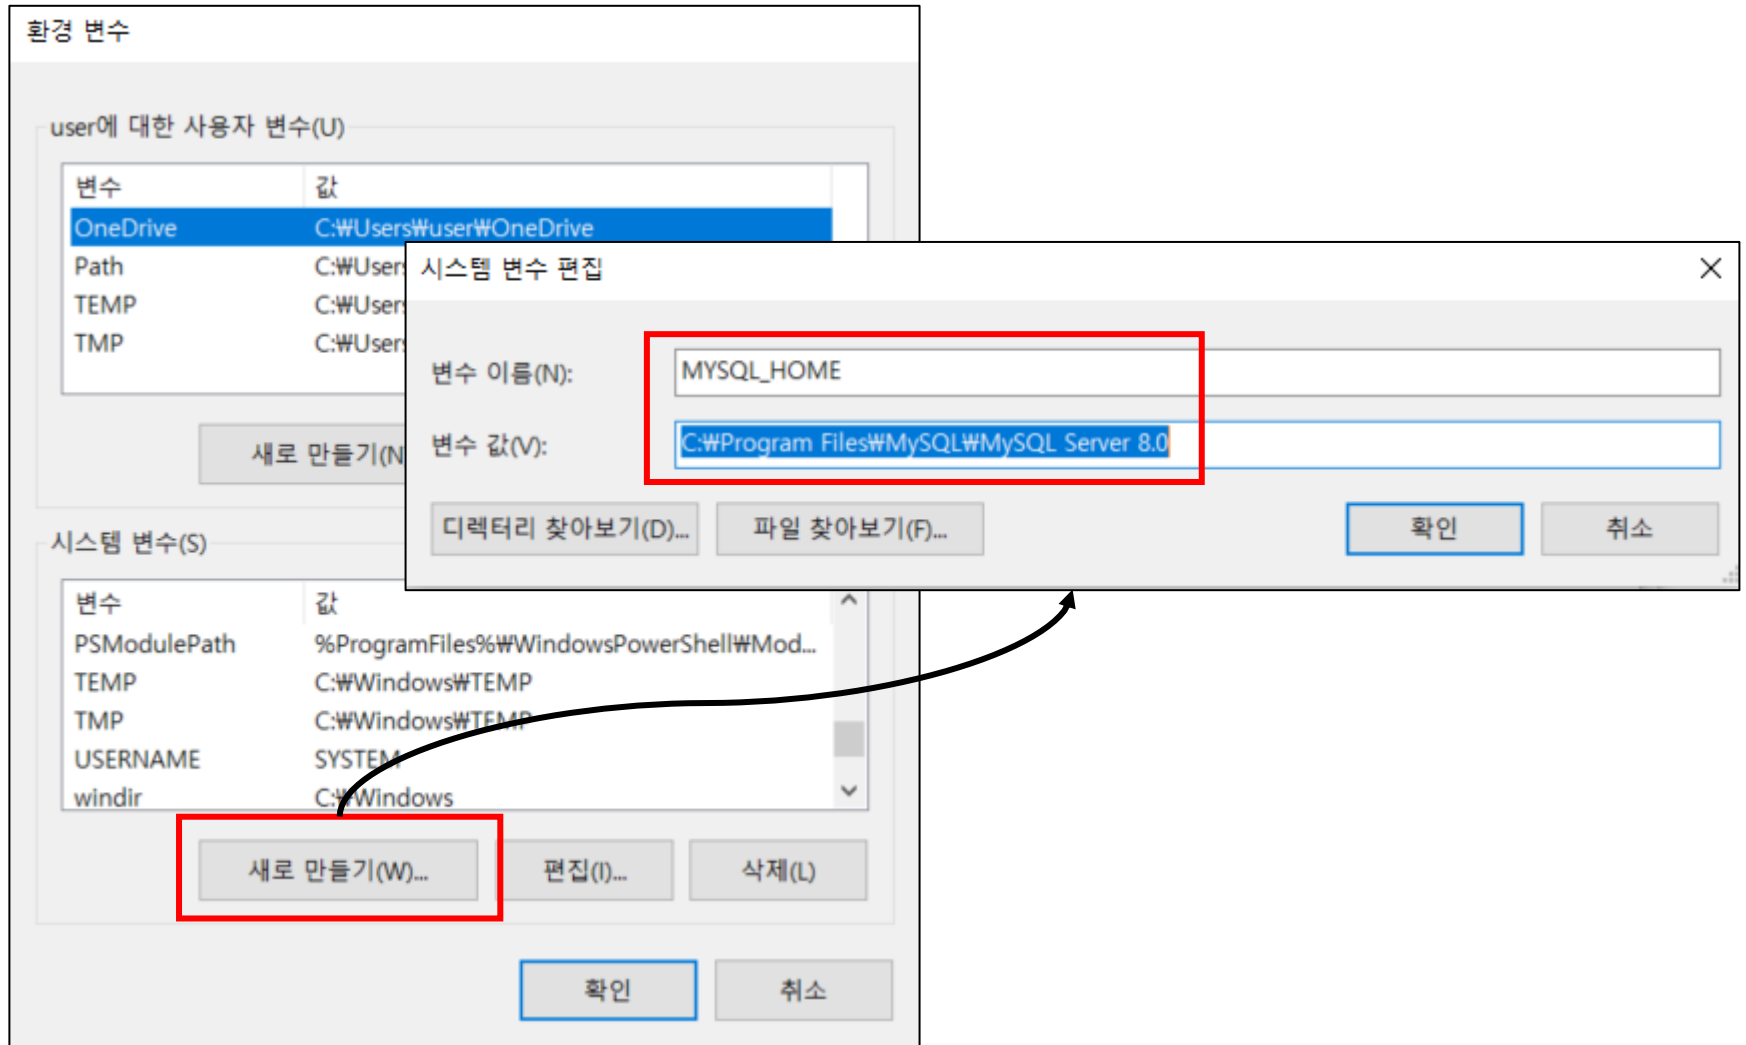 환경 변수
user에 대한 사용자 변수(U)
변수 값
OneDrive C:₩Users₩user₩OneDrive
Path C:₩Users
TEMP C:₩Users
TMP C:₩Users
새로 만들기(N
시스템 변수 편집
변수 이름(N): MYSQL_HOME
변수 값(V): C:₩Program Files₩MySQL₩MySQL Server 8.0
디렉터리 찾아보기(D)... 파일 찾아보기(F)... 확인 취소
시스템 변수(S)
변수 값
PSModulePath %ProgramFiles%₩WindowsPowerShell₩Mod...
TEMP C:₩Windows₩TEMP
TMP C:₩Windows₩TEMP
USERNAME SYSTEM
windir C:₩Windows
새로 만들기(W)... 편집(I)... 삭제(L)
확인 취소